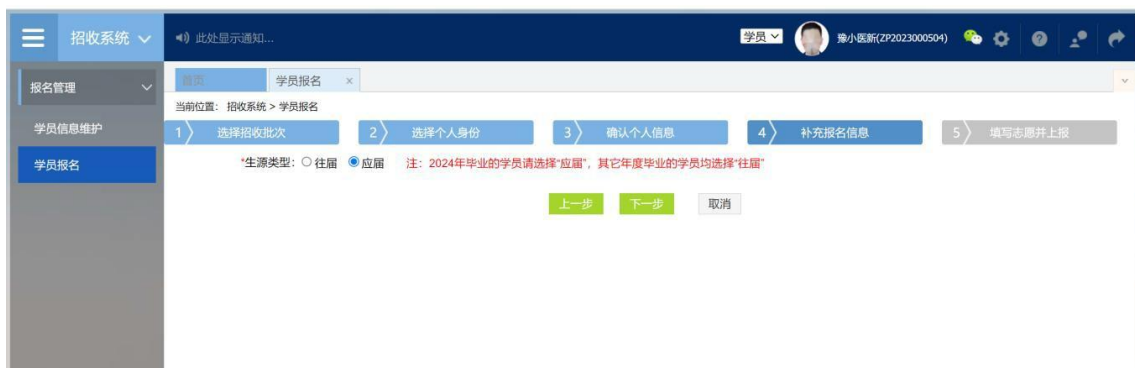 招收系统
此处显示通知...
学员
豫小医新(ZP2023000504)
报名管理
首页
学员报名 ×
当前位置： 招收系统 > 学员报名
学员信息维护
学员报名
1 选择招收批次
2 选择个人身份
3 确认个人信息
4 补充报名信息
5 填写志愿并上报
*生源类型： 往届 应届 注：2024年毕业的学员请选择“应届”，其它年度毕业的学员均选择“往届”
上一步 下一步 取消